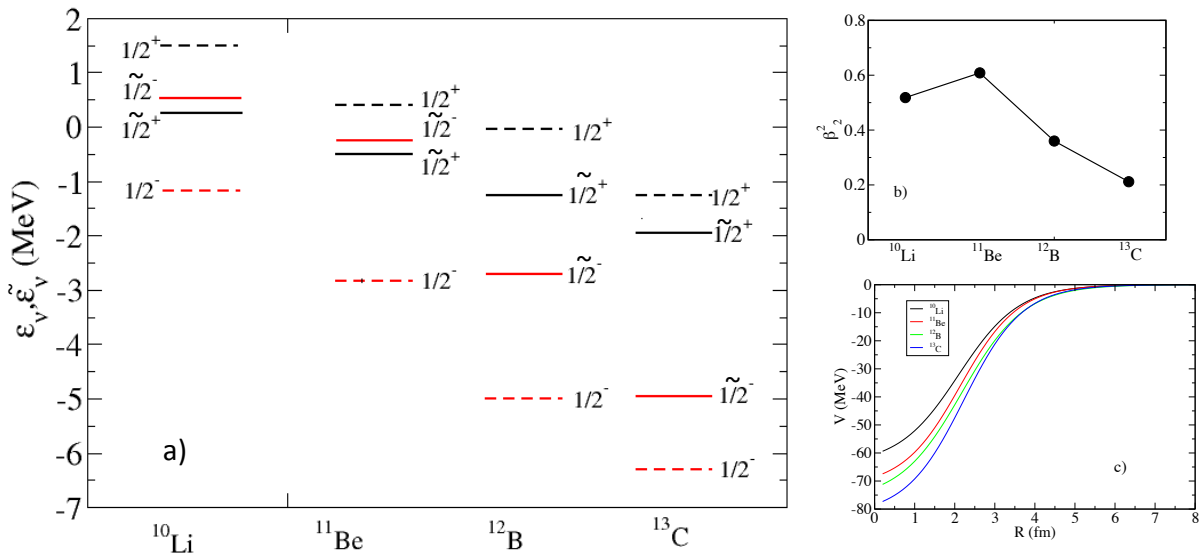 2
1
0
-1
-2
-3
-4
-5
-6
-7
ε_ν,ε̃_ν (MeV)
1/2⁺
1̃/2⁻
1̃/2⁺
1/2⁻
1/2⁺
1̃/2⁻
1̃/2⁺
1/2⁻
1/2⁺
1̃/2⁺
1̃/2⁻
1/2⁻
1/2⁺
1̃/2⁺
1̃/2⁻
1/2⁻
a)
¹⁰Li
¹¹Be
¹²B
¹³C
0.8
0.6
0.4
0.2
0
β²₂
b)
¹⁰Li
¹¹Be
¹²B
¹³C
0
-10
-20
-30
-40
-50
-60
-70
-80
V (MeV)
¹⁰Li
¹¹Be
¹²B
¹³C
c)
0 1 2 3 4 5 6 7 8
R (fm)